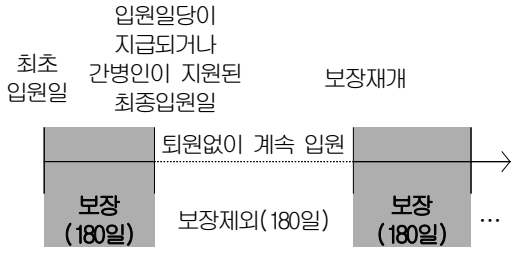 최초
입원일
입원일당이
지급되거나
간병인이 지원된
최종입원일
보장재개
퇴원없이 계속 입원
보장
(180일)
보장제외(180일)
보장
(180일)
…